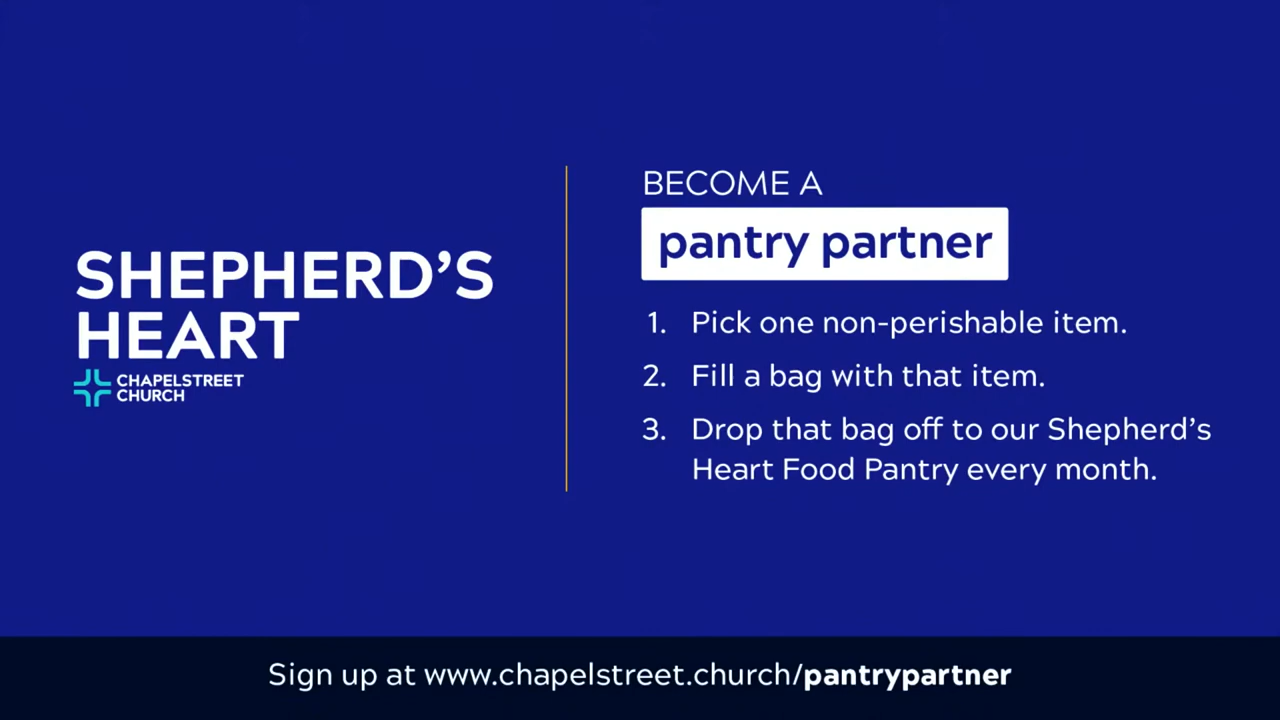 SHEPHERD'S
HEART
CHAPELSTREET
CHURCH
BECOME A
pantry partner
1. Pick one non-perishable item.
2. Fill a bag with that item.
3. Drop that bag off to our Shepherd's
Heart Food Pantry every month.
Sign up at www.chapelstreet.church/pantrypartner